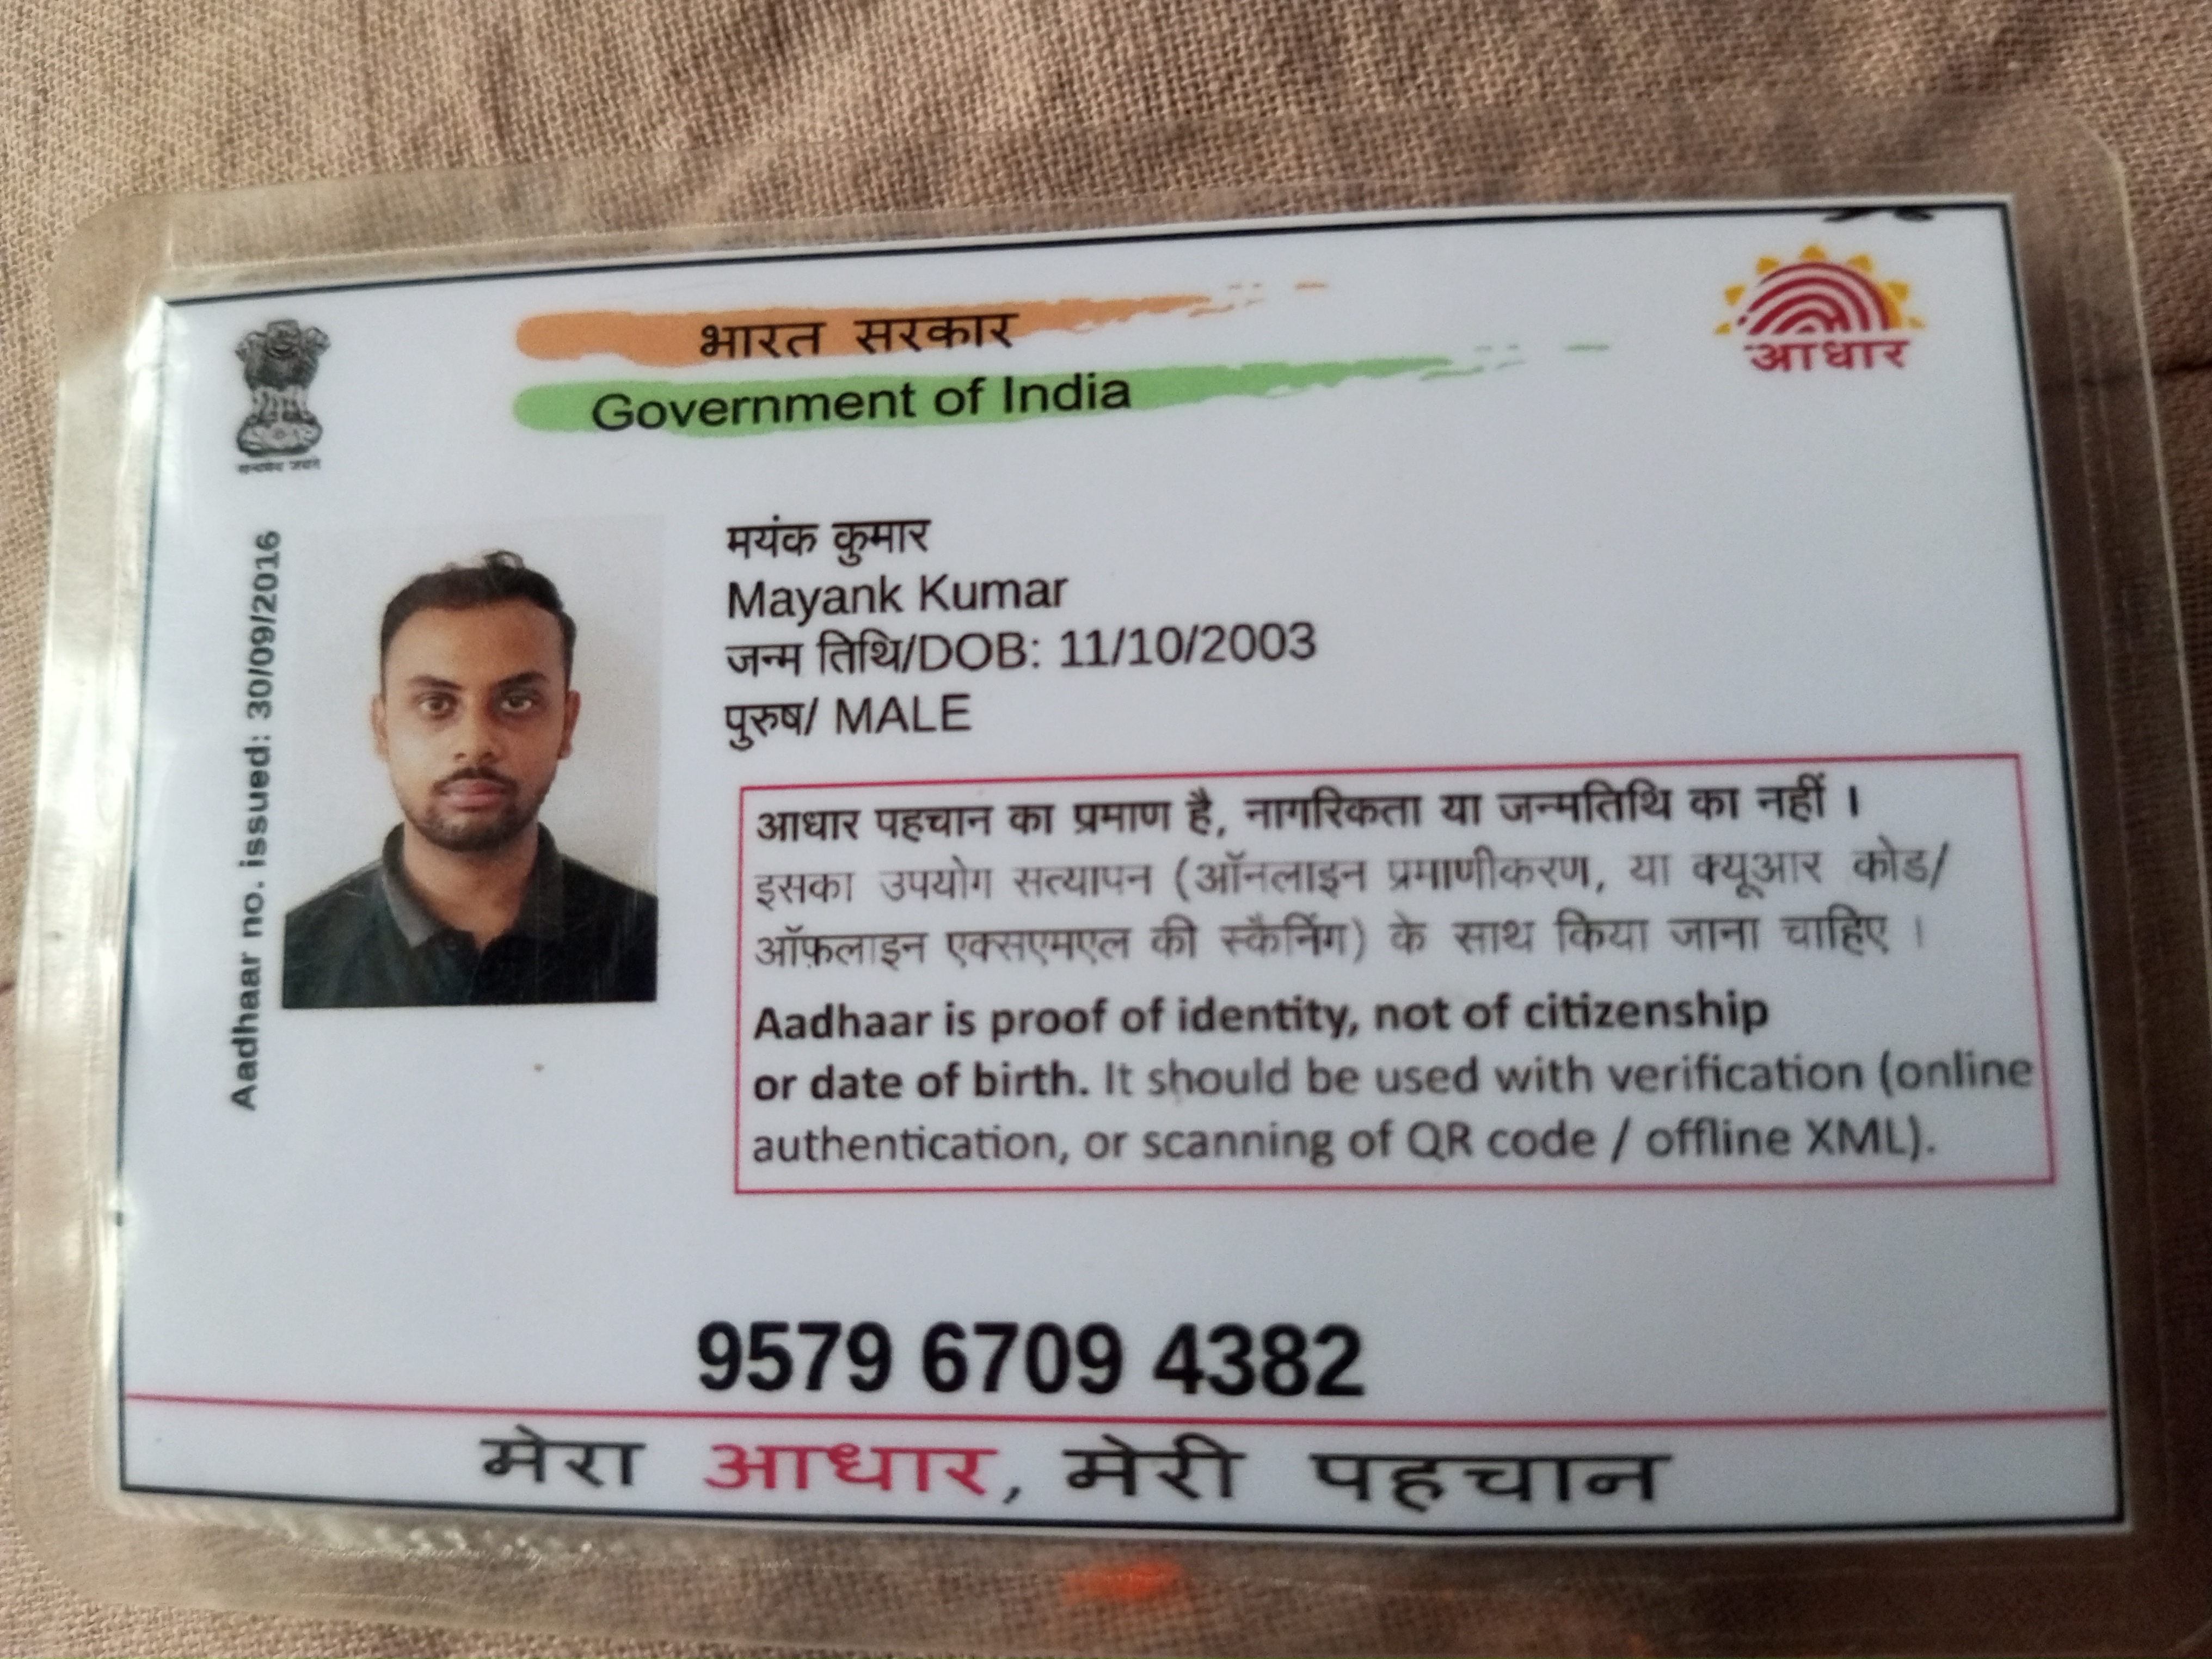 भारत सरकार
Government of India
आधार
सत्यमेव जयते
Aadhaar no. issued: 30/09/2016
मयंक कुमार
Mayank Kumar
जन्म तिथि/DOB: 11/10/2003
पुरुष/ MALE
आधार पहचान का प्रमाण है, नागरिकता या जन्मतिथि का नहीं ।
इसका उपयोग सत्यापन (ऑनलाइन प्रमाणीकरण, या क्यूआर कोड/
ऑफ़लाइन एक्सएमएल की स्कैनिंग) के साथ किया जाना चाहिए ।
Aadhaar is proof of identity, not of citizenship
or date of birth. It should be used with verification (online
authentication, or scanning of QR code / offline XML).
9579 6709 4382
मेरा आधार, मेरी पहचान